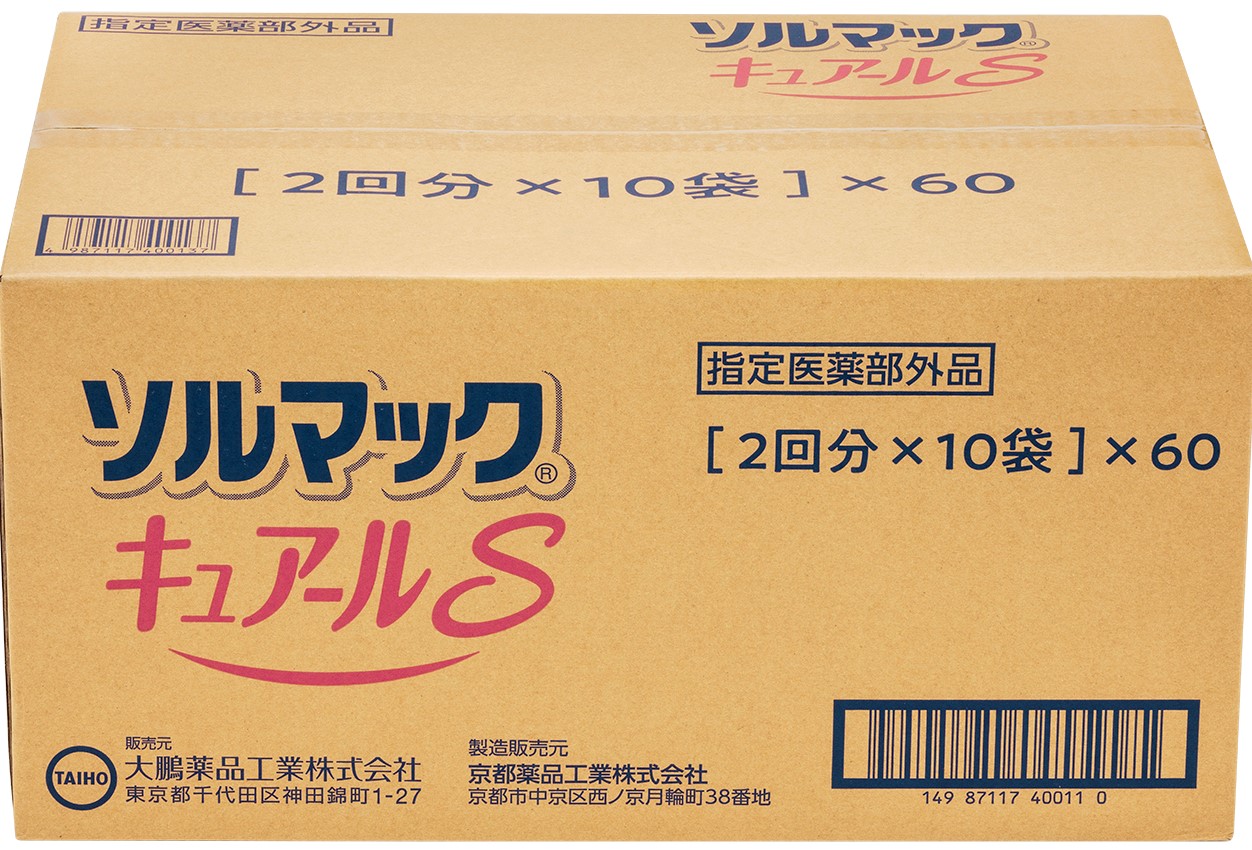 指定医薬部外品
ソルマック®
キュアールS
[2回分×10袋]×60
4 987117 400137
ソルマック®
キュアールS
指定医薬部外品
[2回分×10袋]×60
TAIHO
販売元
大鵬薬品工業株式会社
東京都千代田区神田錦町1-27
製造販売元
京都薬品工業株式会社
京都市中京区西ノ京月輪町38番地
149 87117 40011 0